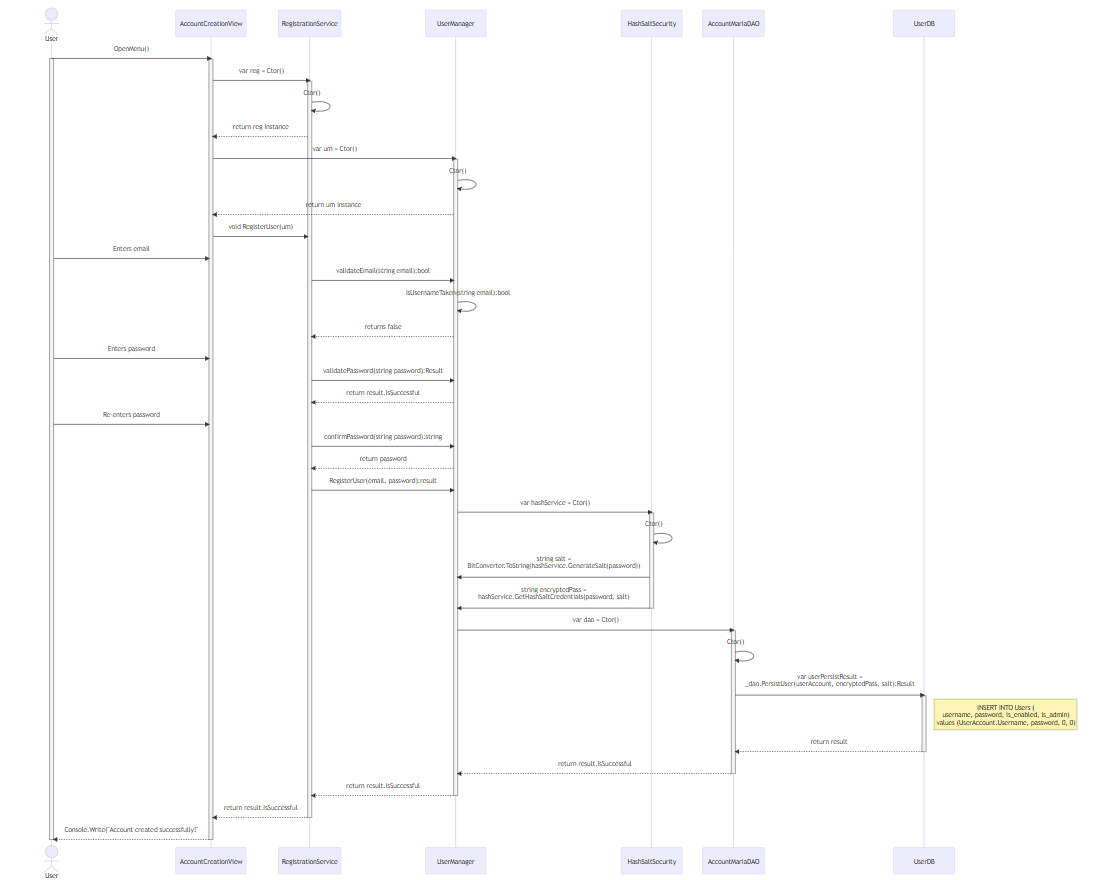 User
AccountCreationView
RegistrationService
UserManager
HashSaltSecurity
AccountMariaDAO
UserDB
OpenMenu()
var reg = Ctor()
Ctor()
return reg instance
var um = Ctor()
Ctor()
return um instance
void RegisterUser(um)
Enters email
validateEmail(string email):bool
IsUsernameTaken(string email):bool
returns false
Enters password
validatePassword(string password):Result
return result.IsSuccessful
Re-enters password
confirmPassword(string password):string
return password
RegisterUser(email, password):result
var hashService = Ctor()
Ctor()
string salt =
BitConverter.ToString(hashService.GenerateSalt(password))
string encryptedPass =
hashService.GetHashSaltCredentials(password, salt)
var dao = Ctor()
Ctor()
var userPersistResult =
_dao.PersistUser(userAccount, encryptedPass, salt):Result
INSERT INTO Users (
username, password, is_enabled, is_admin)
values (UserAccount.Username, password, 0, 0)
return result
return result.IsSuccessful
return result.IsSuccessful
return result.IsSuccessful
Console.Write("Account created successfully!"
User
AccountCreationView
RegistrationService
UserManager
HashSaltSecurity
AccountMariaDAO
UserDB